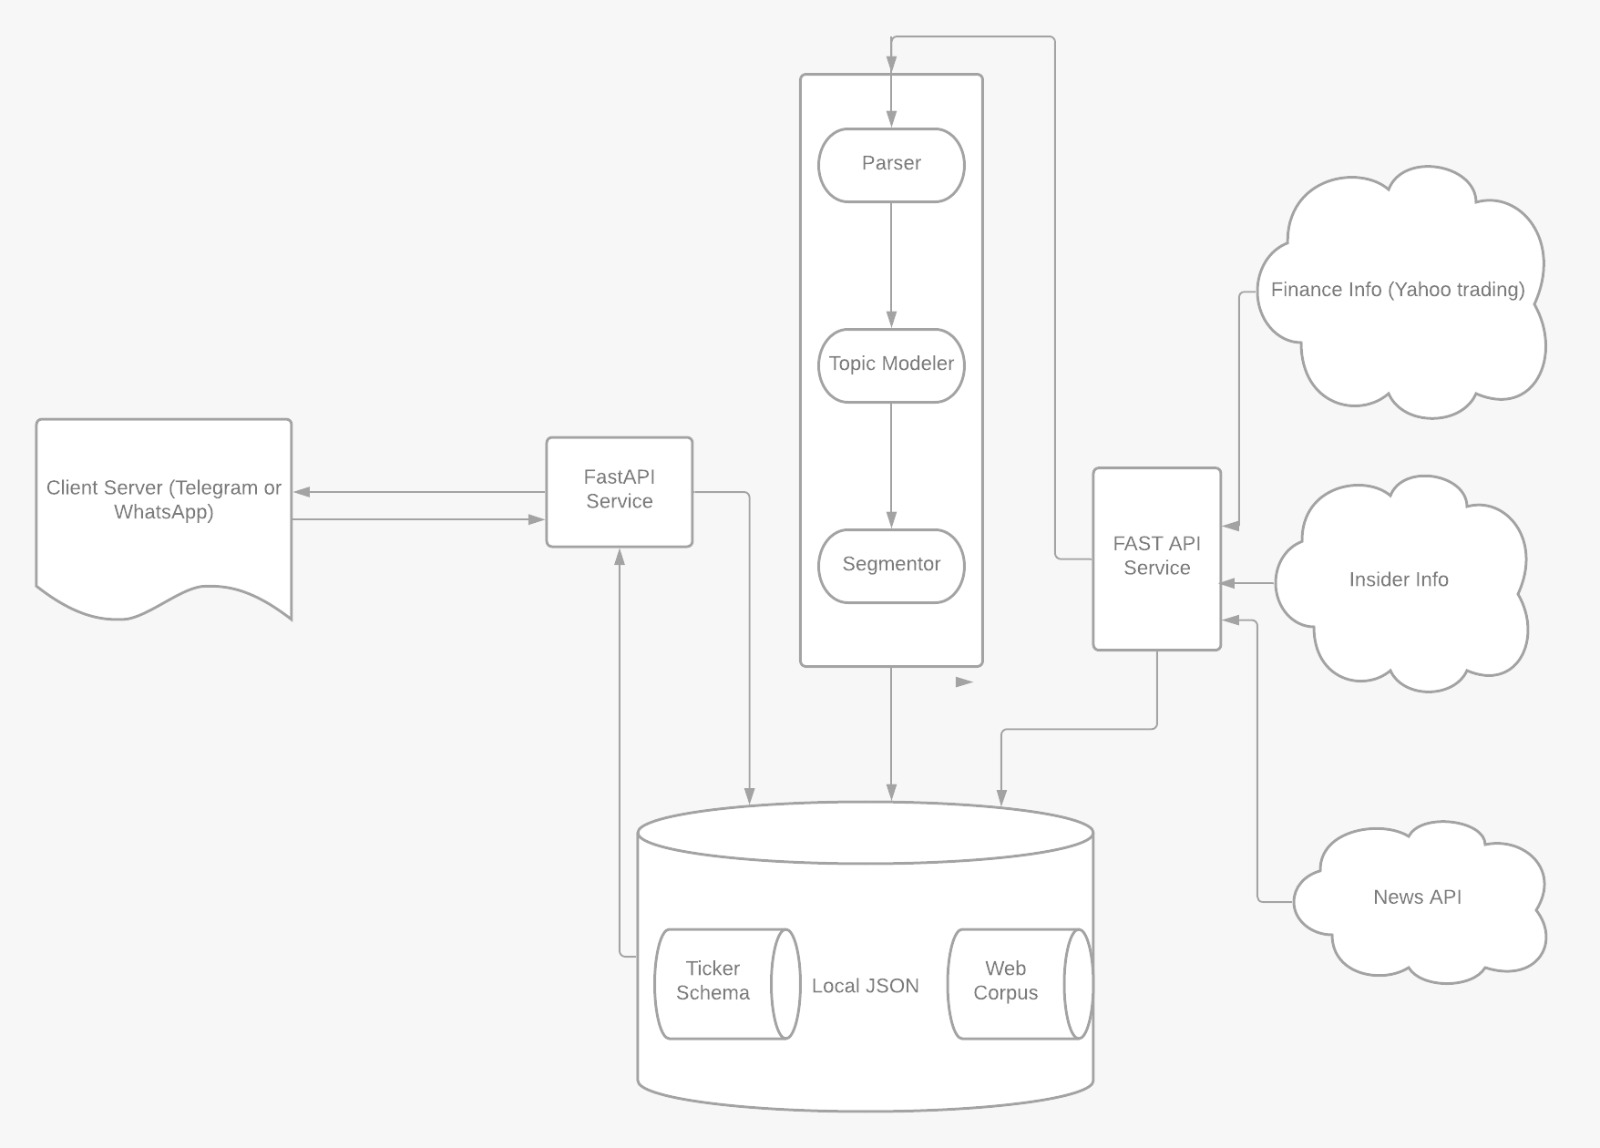 Parser
Finance Info (Yahoo trading)
Topic Modeler
Client Server (Telegram or
WhatsApp)
FastAPI
Service
Segmentor
FAST API
Service
Insider Info
News API
Ticker
Schema
Local JSON
Web
Corpus